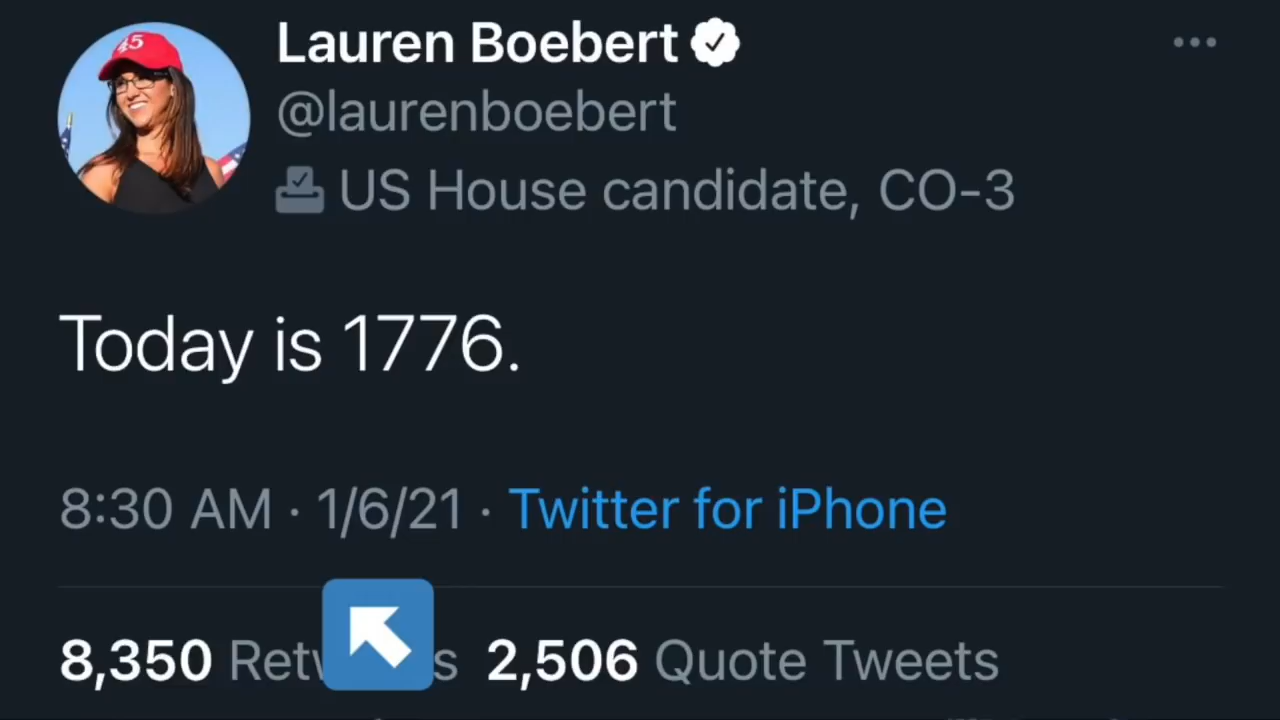 45
Lauren Boebert
@laurenboebert
US House candidate, CO-3
Today is 1776.
8:30 AM · 1/6/21 · Twitter for iPhone
8,350 2,506 Quote Tweets